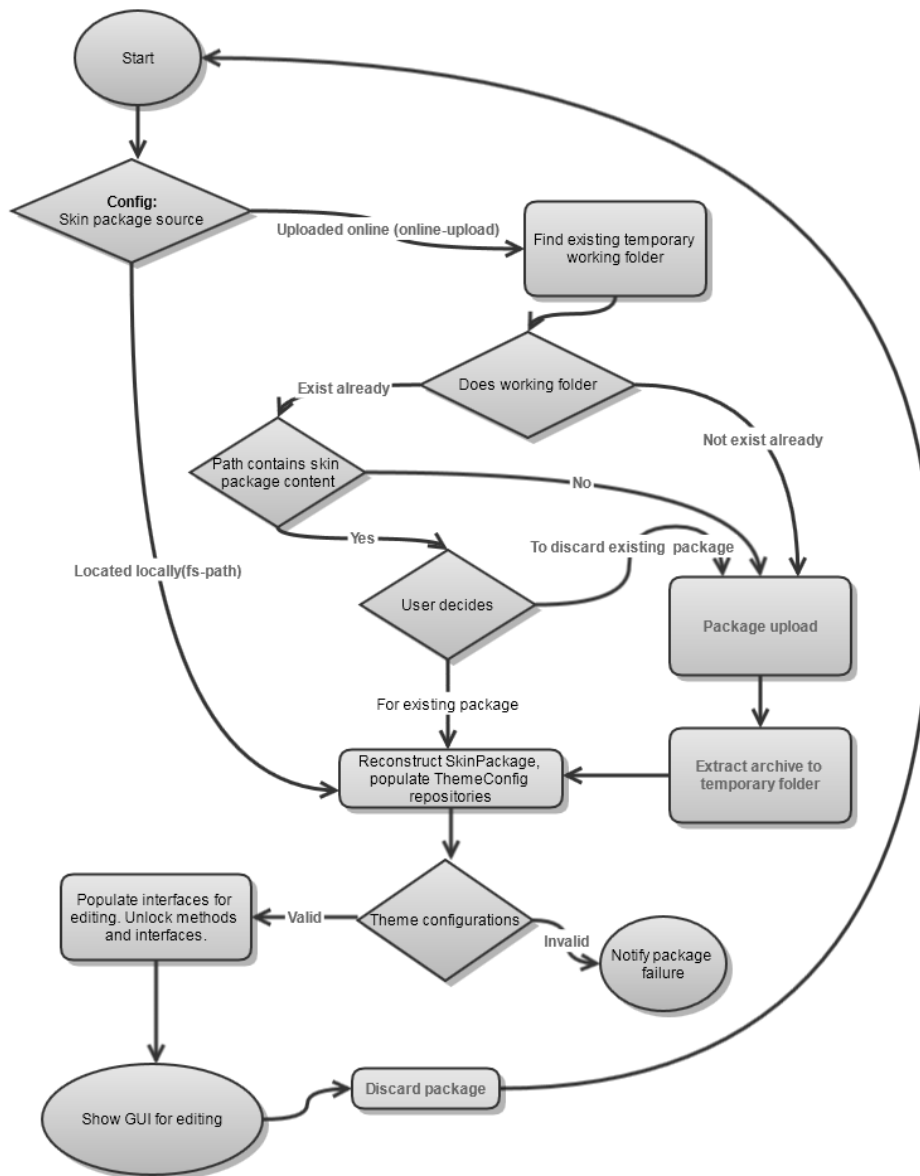 Start
Config:
Skin package source
Uploaded online (online-upload)
Find existing temporary
working folder
Does working folder
Exist already
Not exist already
Path contains skin
package content
No
Yes
To discard existing  package
Located locally(fs-path)
User decides
Package upload
For existing package
Reconstruct SkinPackage,
populate ThemeConfig
repositories
Extract archive to
temporary folder
Populate interfaces for
editing. Unlock methods
and interfaces.
Valid
Theme configurations
Invalid
Notify package
failure
Show GUI for editing
Discard package